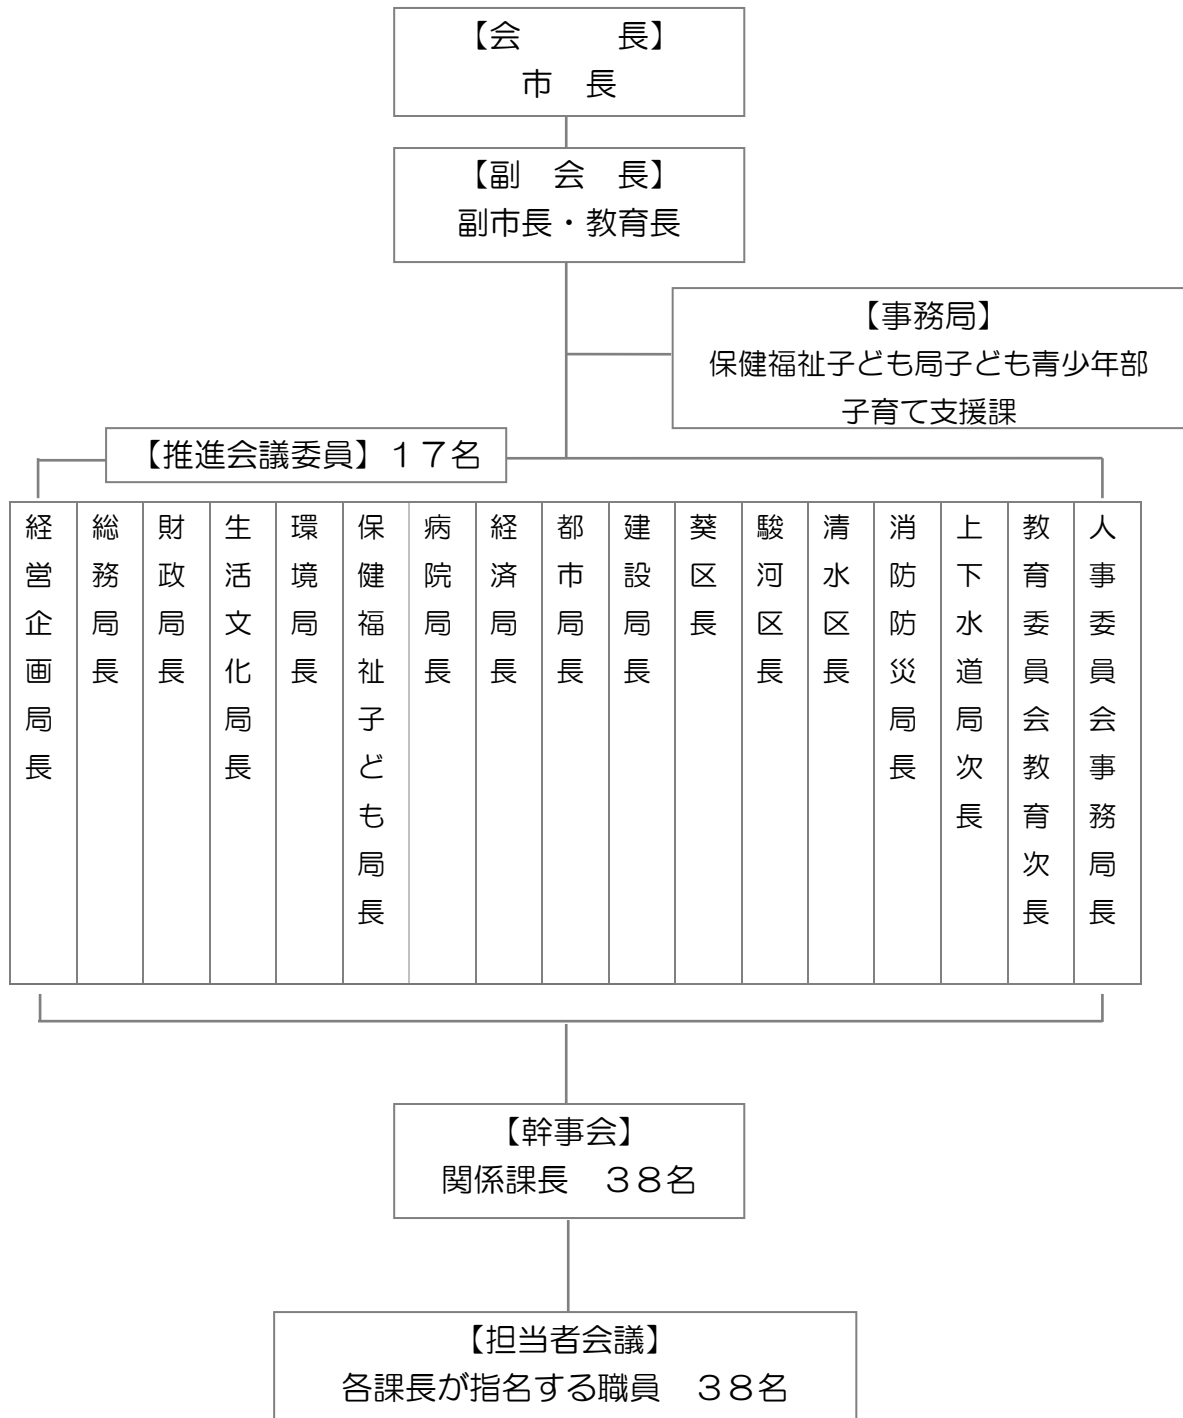 【会　　　長】
市　長
【副　会　長】
副市長・教育長
【事務局】
保健福祉子ども局子ども青少年部
子育て支援課
【推進会議委員】１７名
経営企画局長
総務局長
財政局長
生活文化局長
環境局長
保健福祉子ども局長
病院局長
経済局長
都市局長
建設局長
葵区長
駿河区長
清水区長
消防防災局長
上下水道局次長
教育委員会教育次長
人事委員会事務局長
【幹事会】
関係課長　３８名
【担当者会議】
各課長が指名する職員　３８名